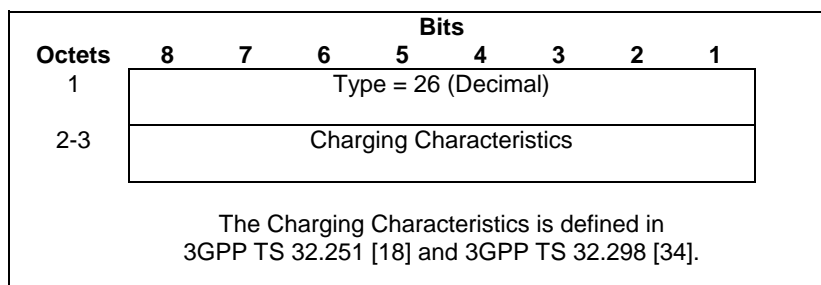 Bits
Octets 8 7 6 5 4 3 2 1
1 Type = 26 (Decimal)
2-3 Charging Characteristics
The Charging Characteristics is defined in
3GPP TS 32.251 [18] and 3GPP TS 32.298 [34].